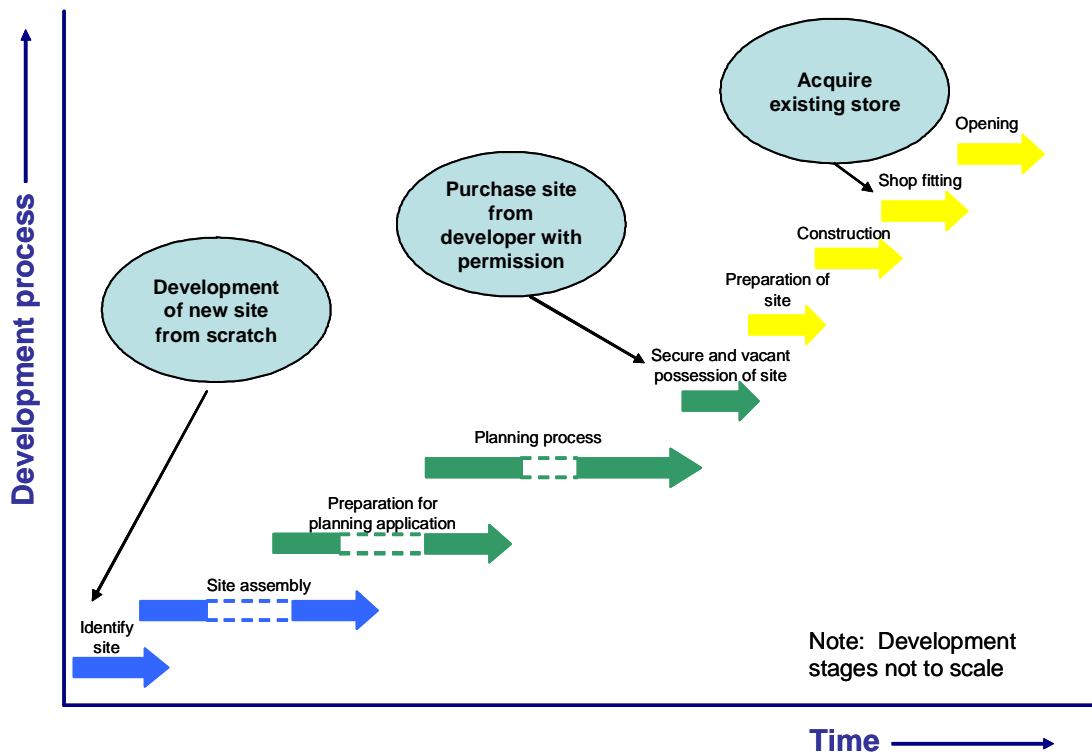 Development process
Acquire
existing store
Opening
Shop fitting
Purchase site
from
developer with
permission
Construction
Preparation of
site
Development
of new site
from scratch
Secure and vacant
possession of site
Planning process
Preparation for
planning application
Site assembly
Identify
site
Note: Development
stages not to scale
Time